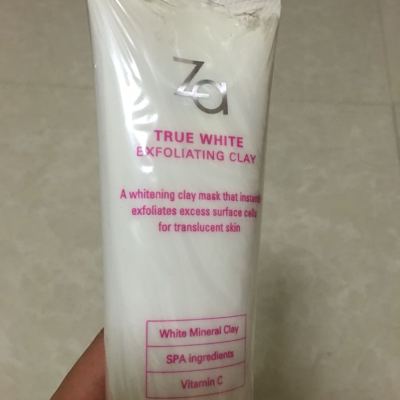 Za
TRUE WHITE
EXFOLIATING CLAY
A whitening clay mask that instantly
exfoliates excess surface cells
for translucent skin
White Mineral Clay
SPA ingredients
Vitamin C